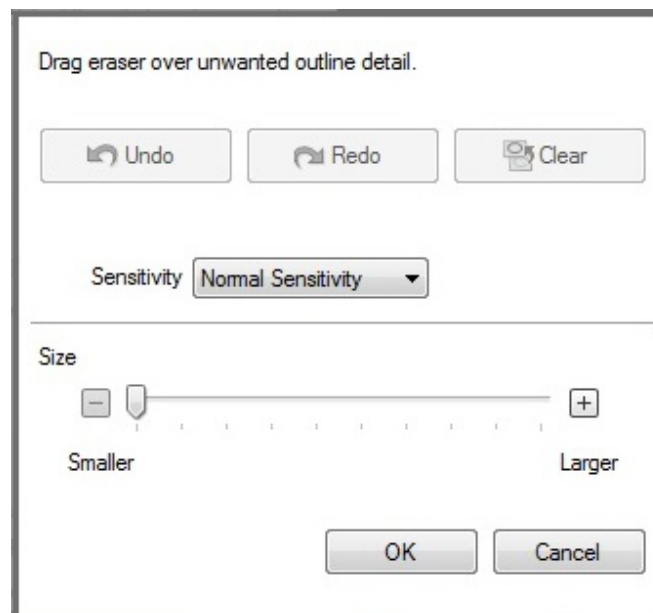 Drag eraser over unwanted outline detail.
Undo Redo Clear
Sensitivity Normal Sensitivity
Size
Smaller Larger
OK Cancel